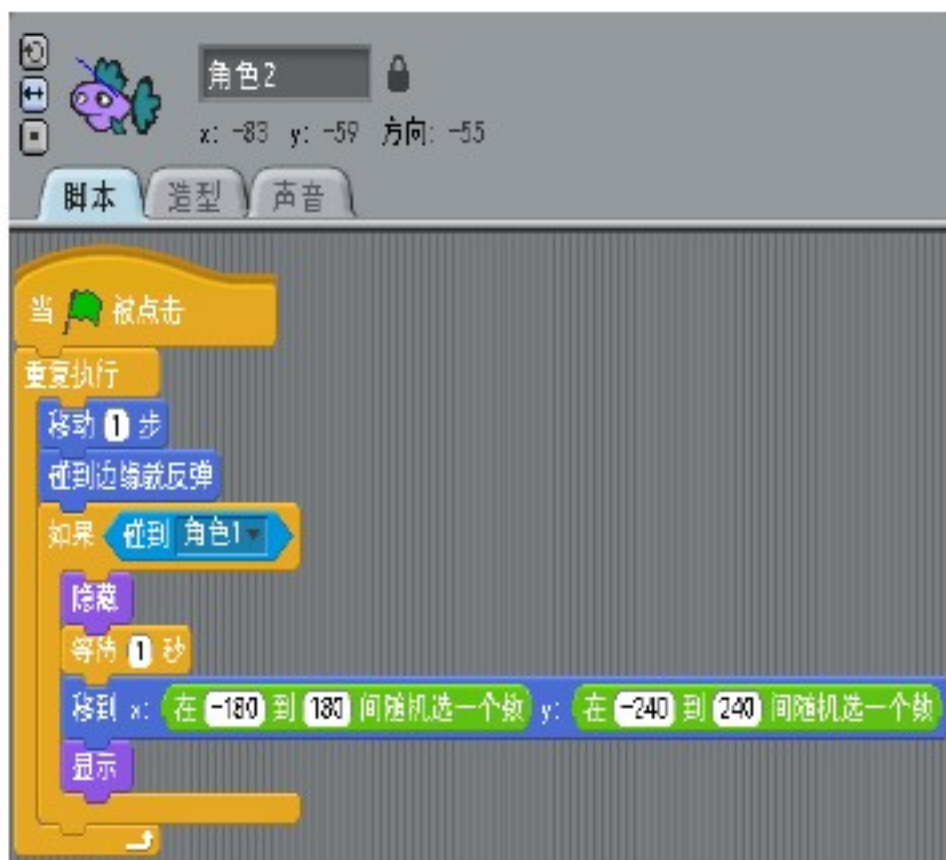 角色2
x: -83 y: -59 方向: -55
脚本 造型 声音
当 被点击
重复执行
移动 1 步
碰到边缘就反弹
如果 碰到 角色1
隐藏
等待 1 秒
移到 x: 在 -180 到 180 间随机选一个数 y: 在 -240 到 240 间随机选一个数
显示